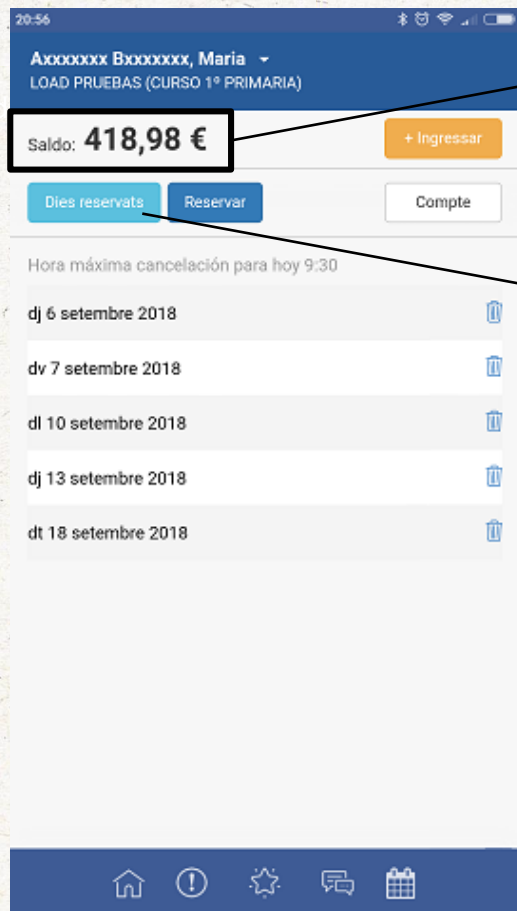 20:56
Axxxxxxx Bxxxxxxx, Maria
LOAD PRUEBAS (CURSO 1º PRIMARIA)
Saldo: 418,98 €
+ Ingressar
Dies reservats
Reservar
Compte
Hora máxima cancelación para hoy 9:30
dj 6 setembre 2018
dv 7 setembre 2018
dl 10 setembre 2018
dj 13 setembre 2018
dt 18 setembre 2018